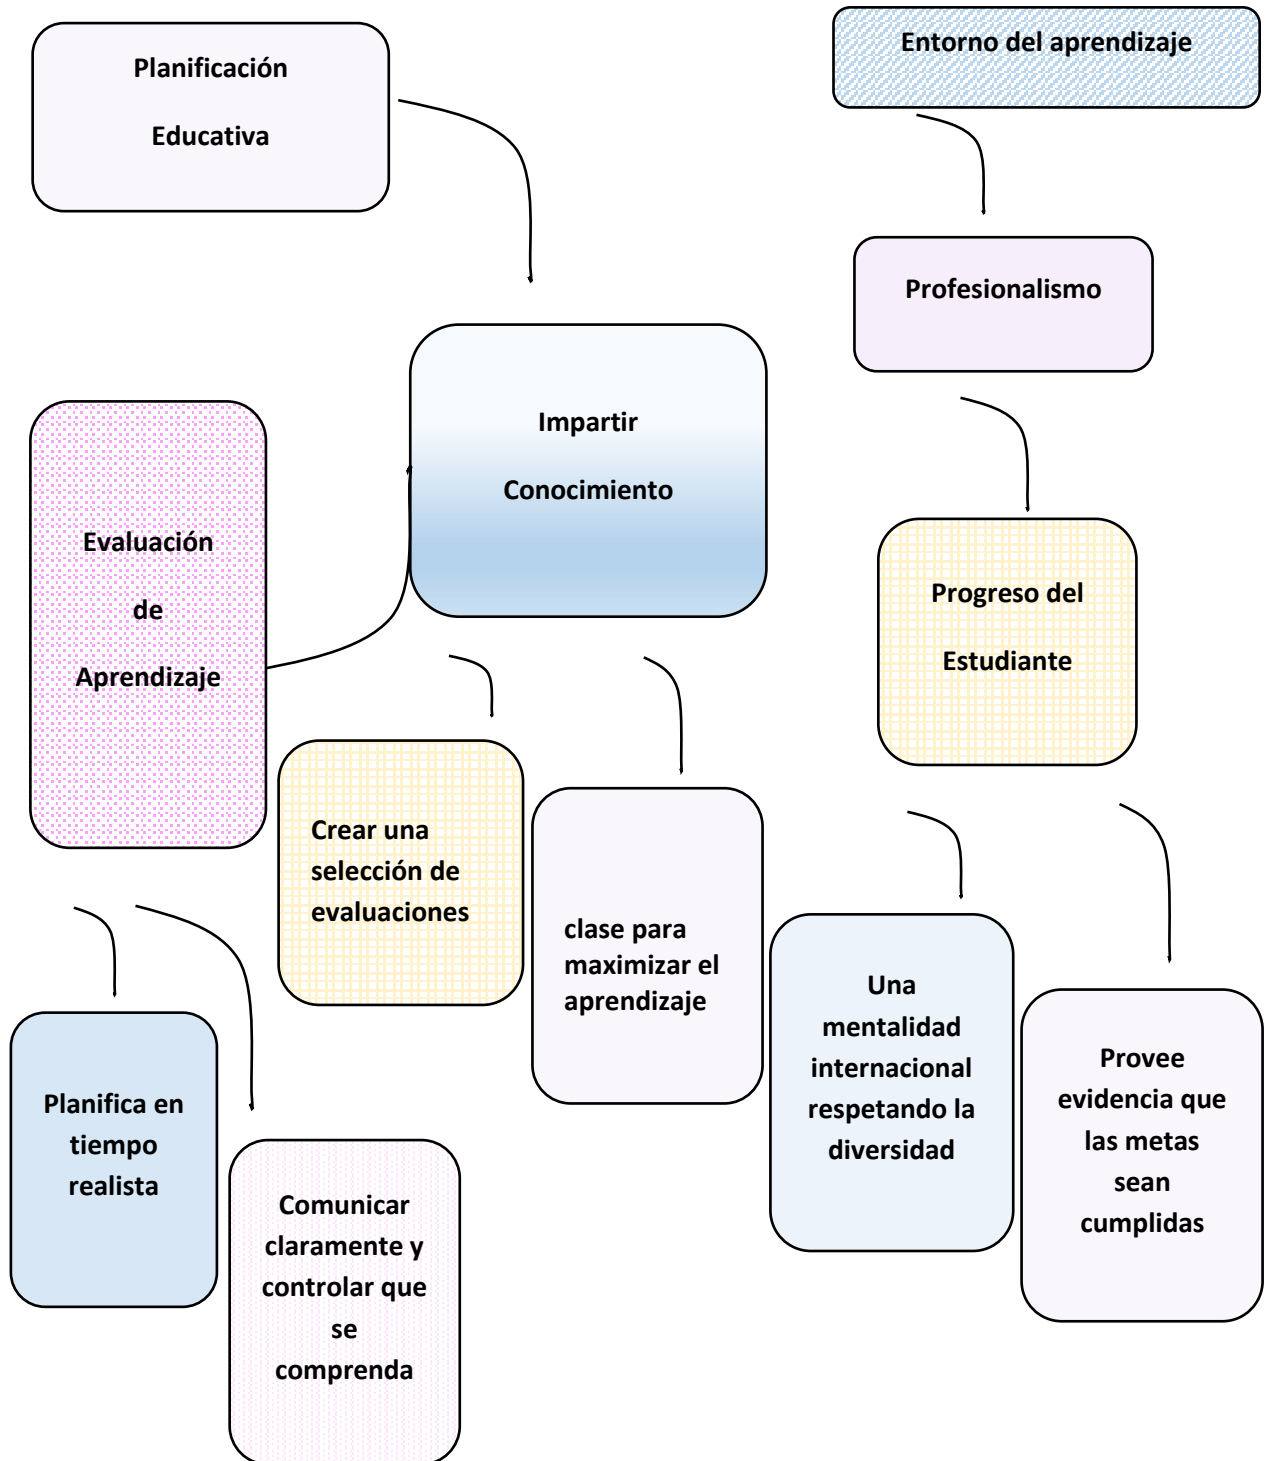 Planificación
Educativa
Entorno del aprendizaje
Profesionalismo
Impartir
Conocimiento
Evaluación
de
Aprendizaje
Progreso del
Estudiante
Crear una
selección de
evaluaciones
clase para
maximizar el
aprendizaje
Una
mentalidad
internacional
respetando la
diversidad
Provee
evidencia que
las metas
sean
cumplidas
Planifica en
tiempo
realista
Comunicar
claramente y
controlar que
se
comprenda